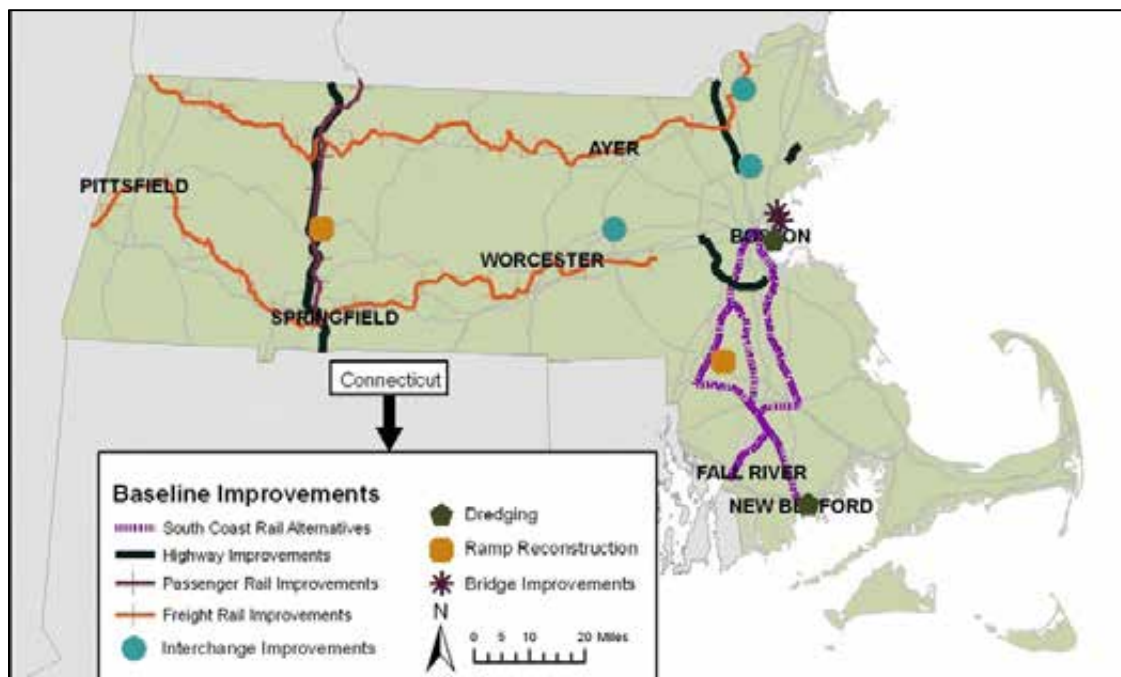 AYER
PITTSFIELD
BOSTON
WORCESTER
SPRINGFIELD
Connecticut
FALL RIVER
NEW BEDFORD
Baseline Improvements
South Coast Rail Alternatives
Highway Improvements
Passenger Rail Improvements
Freight Rail Improvements
Interchange Improvements
Dredging
Ramp Reconstruction
Bridge Improvements
N
0 5 10 20 Miles